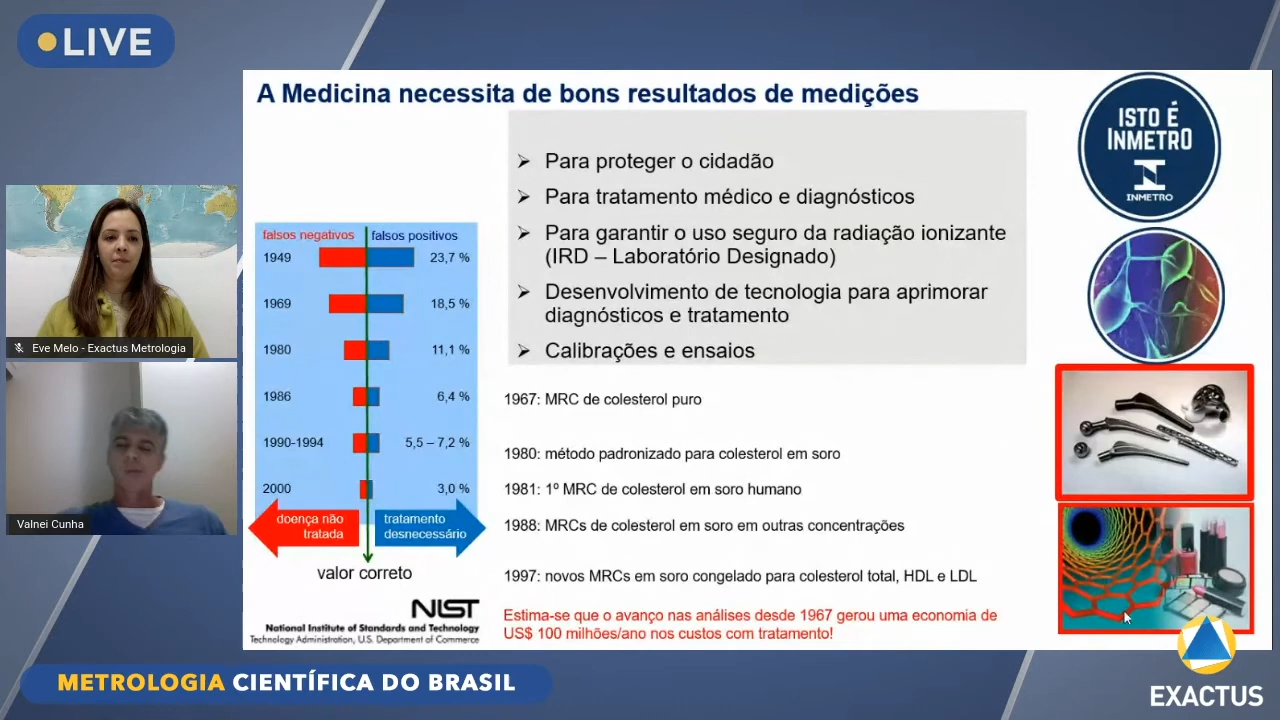 LIVE
A Medicina necessita de bons resultados de medições
Para proteger o cidadão
Para tratamento médico e diagnósticos
Para garantir o uso seguro da radiação ionizante
(IRD – Laboratório Designado)
Desenvolvimento de tecnologia para aprimorar
diagnósticos e tratamento
Calibrações e ensaios
ISTO É
INMETRO
INMETRO
falsos negativos falsos positivos
1949 23,7 %
1969 18,5 %
1980 11,1 %
1986 6,4 %
1990-1994 5,5 – 7,2 %
2000 3,0 %
doença não
tratada
tratamento
desnecessário
valor correto
NIST
National Institute of Standards and Technology
Technology Administration, U.S. Department of Commerce
1967: MRC de colesterol puro
1980: método padronizado para colesterol em soro
1981: 1º MRC de colesterol em soro humano
1988: MRCs de colesterol em soro em outras concentrações
1997: novos MRCs em soro congelado para colesterol total, HDL e LDL
Estima-se que o avanço nas análises desde 1967 gerou uma economia de
US$ 100 milhões/ano nos custos com tratamento!
Eve Melo - Exactus Metrologia
Valnei Cunha
METROLOGIA CIENTÍFICA DO BRASIL
EXACTUS